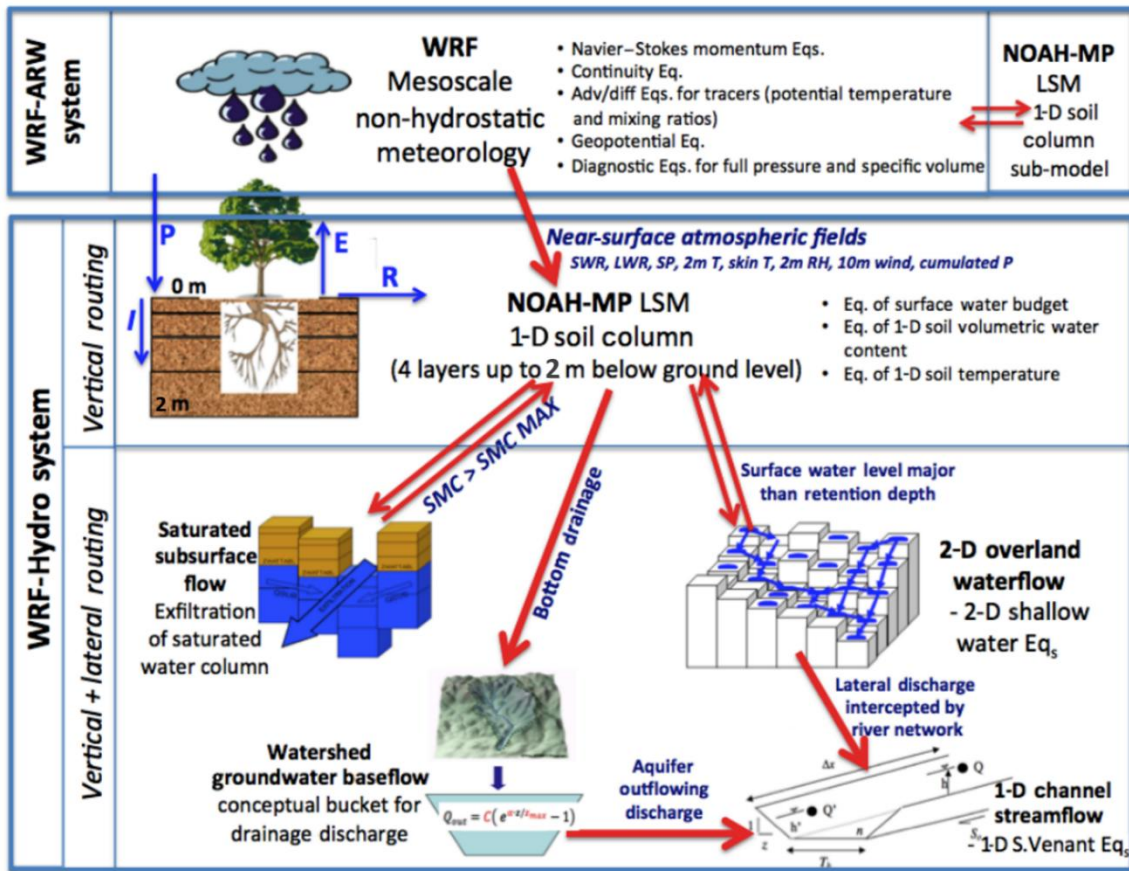 WRF-ARW
system
WRF
Mesoscale
non-hydrostatic
meteorology
• Navier–Stokes momentum Eqs.
• Continuity Eq.
• Adv/diff Eqs. for tracers (potential temperature
and mixing ratios)
• Geopotential Eq.
• Diagnostic Eqs. for full pressure and specific volume
NOAH-MP
LSM
1-D soil
column
sub-model
WRF-Hydro system
Vertical routing
P
E
R
0 m
I
2 m
Near-surface atmospheric fields
SWR, LWR, SP, 2m T, skin T, 2m RH, 10m wind, cumulated P
NOAH-MP LSM
1-D soil column
(4 layers up to 2 m below ground level)
• Eq. of surface water budget
• Eq. of 1-D soil volumetric water
content
• Eq. of 1-D soil temperature
Vertical + lateral routing
SMC > SMC MAX
Bottom drainage
Surface water level major
than retention depth
Saturated
subsurface
flow
Exfiltration
of saturated
water column
2-D overland
waterflow
- 2-D shallow
water Eqs
Lateral discharge
intercepted by
river network
Watershed
groundwater baseflow
conceptual bucket for
drainage discharge
Qout = C(e^α·z/zmax − 1)
Aquifer
outflowing
discharge
Δx
Q
h
Q'
h'
1
z
n
So
Tb
1-D channel
streamflow
- 1-D S.Venant Eqs